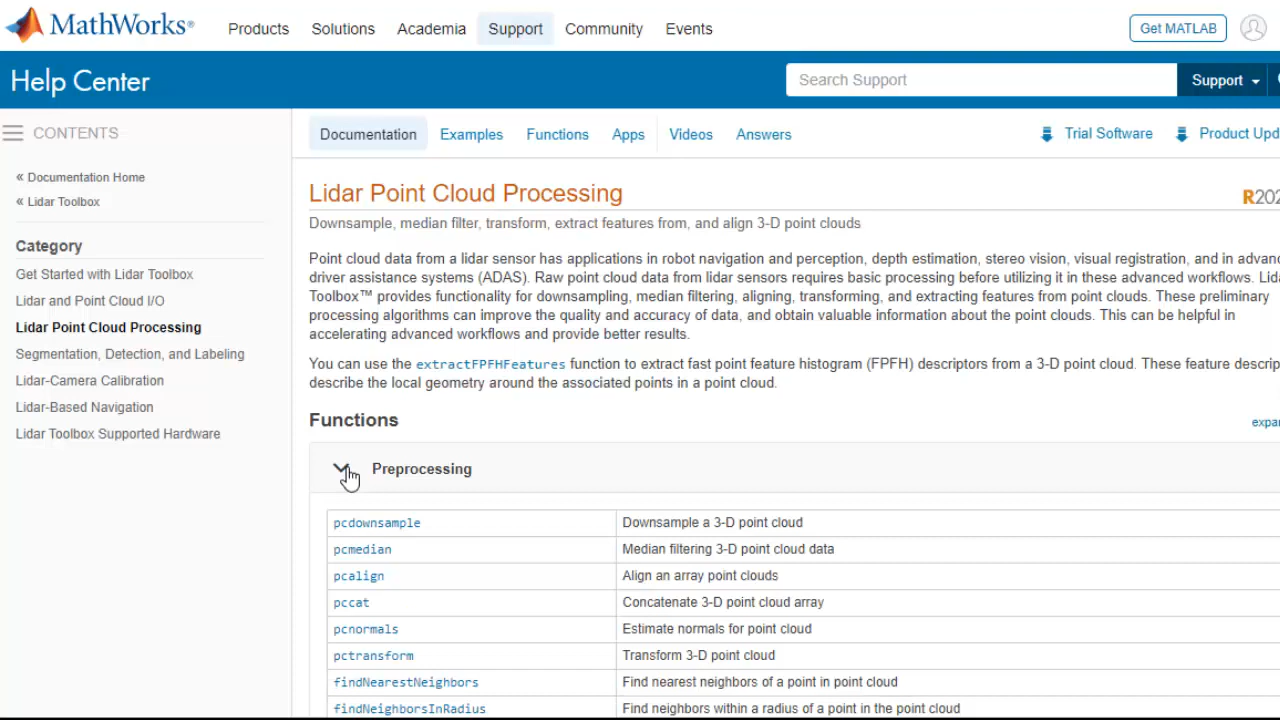 MathWorks®
Products
Solutions
Academia
Support
Community
Events
Get MATLAB
Help Center
Search Support
Support
CONTENTS
« Documentation Home
« Lidar Toolbox
Category
Get Started with Lidar Toolbox
Lidar and Point Cloud I/O
Lidar Point Cloud Processing
Segmentation, Detection, and Labeling
Lidar-Camera Calibration
Lidar-Based Navigation
Lidar Toolbox Supported Hardware
Documentation
Examples
Functions
Apps
Videos
Answers
Trial Software
Product Upd
Lidar Point Cloud Processing
R202
Downsample, median filter, transform, extract features from, and align 3-D point clouds
Point cloud data from a lidar sensor has applications in robot navigation and perception, depth estimation, stereo vision, visual registration, and in advanc
driver assistance systems (ADAS). Raw point cloud data from lidar sensors requires basic processing before utilizing it in these advanced workflows. Lida
Toolbox™ provides functionality for downsampling, median filtering, aligning, transforming, and extracting features from point clouds. These preliminary
processing algorithms can improve the quality and accuracy of data, and obtain valuable information about the point clouds. This can be helpful in
accelerating advanced workflows and provide better results.
You can use the extractFPFHFeatures function to extract fast point feature histogram (FPFH) descriptors from a 3-D point cloud. These feature descrip
describe the local geometry around the associated points in a point cloud.
Functions
expan
Preprocessing
pcdownsample Downsample a 3-D point cloud
pcmedian Median filtering 3-D point cloud data
pcalign Align an array point clouds
pccat Concatenate 3-D point cloud array
pcnormals Estimate normals for point cloud
pctransform Transform 3-D point cloud
findNearestNeighbors Find nearest neighbors of a point in point cloud
findNeighborsInRadius Find neighbors within a radius of a point in the point cloud